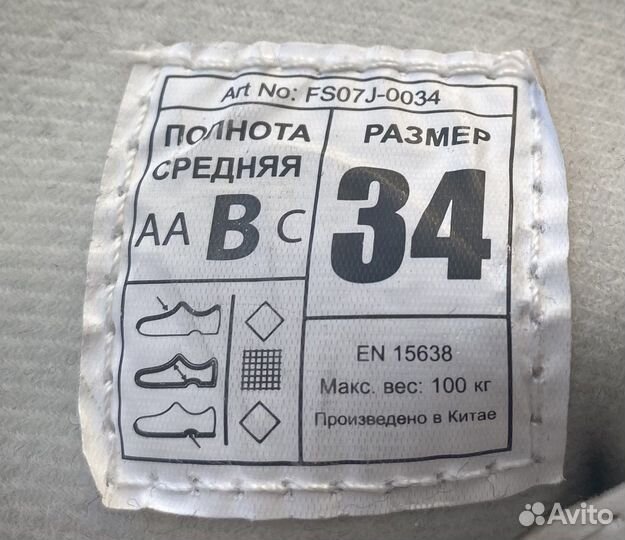 Art No: FS07J-0034
ПОЛНОТА
СРЕДНЯЯ
AA B C
РАЗМЕР
34
EN 15638
Макс. вес: 100 кг
Произведено в Китае
Avito